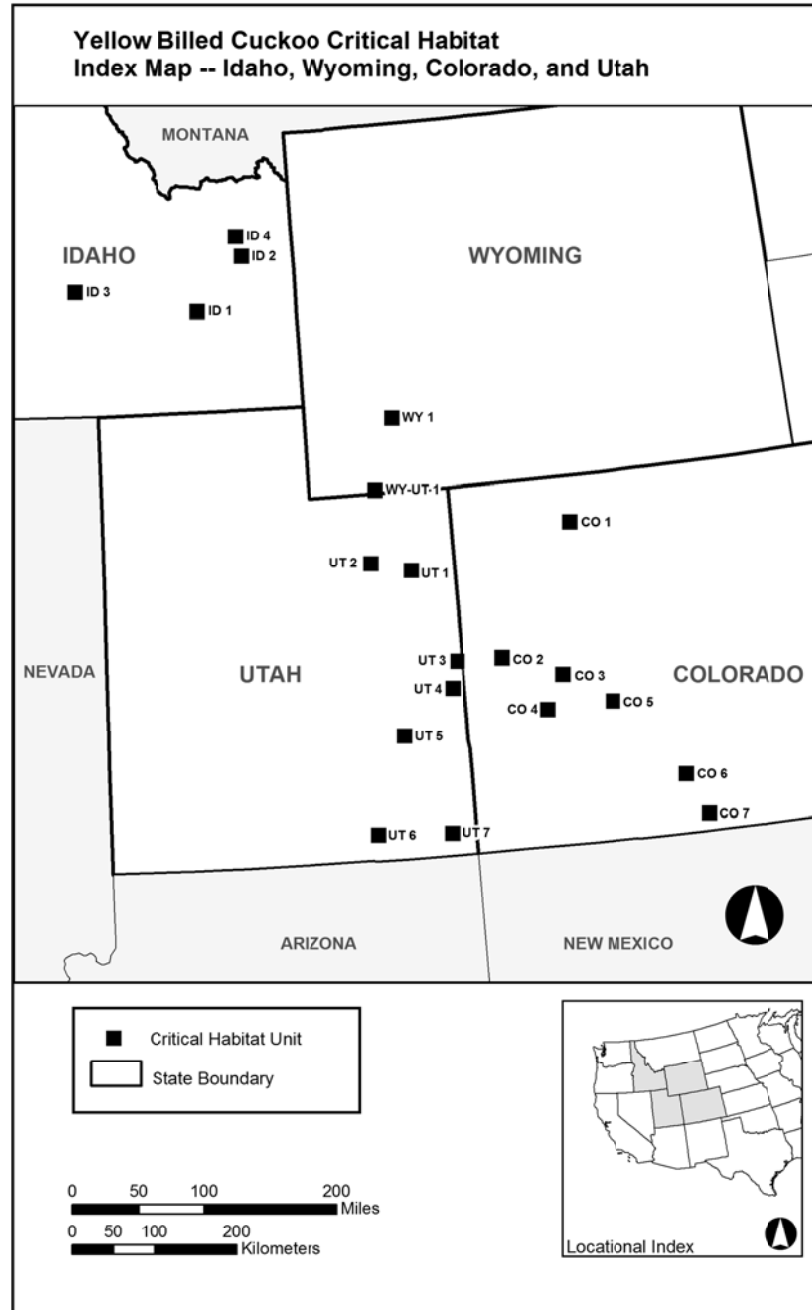 Yellow Billed Cuckoo Critical Habitat
Index Map -- Idaho, Wyoming, Colorado, and Utah
MONTANA
ID 4
IDAHO
ID 2
WYOMING
ID 3
ID 1
WY 1
WY-UT-1
CO 1
UT 2
UT 1
UT 3
CO 2
NEVADA
UTAH
CO 3
COLORADO
UT 4
CO 4
CO 5
UT 5
CO 6
CO 7
UT 6
UT 7
ARIZONA
NEW MEXICO
Critical Habitat Unit
State Boundary
0 50 100 200
Miles
0 50 100 200
Kilometers
Locational Index